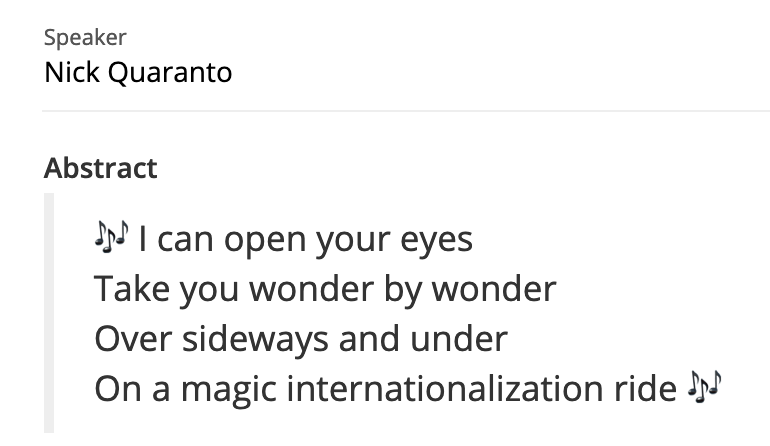 Speaker
Nick Quaranto
Abstract
🎶 I can open your eyes
Take you wonder by wonder
Over sideways and under
On a magic internationalization ride 🎶